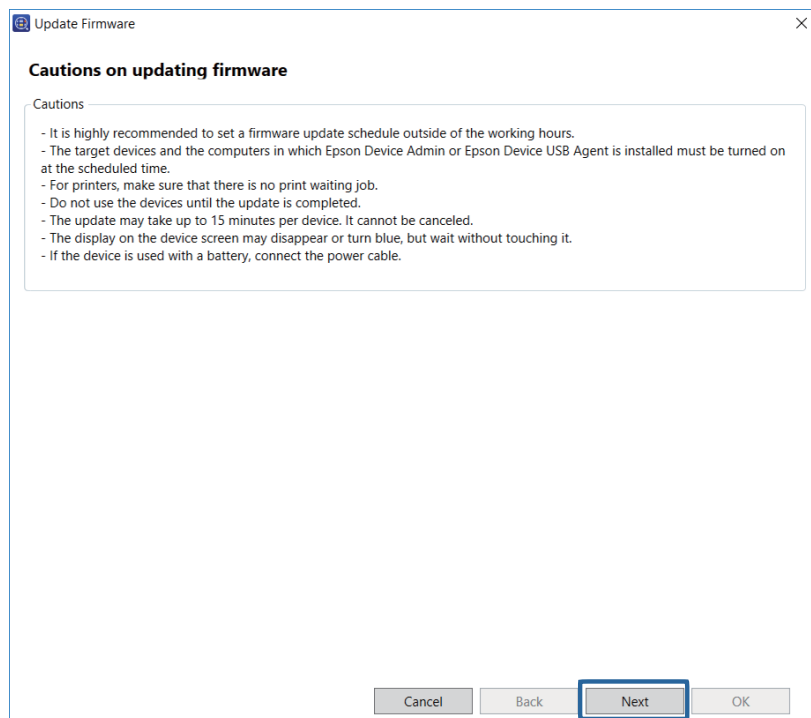 Update Firmware
Cautions on updating firmware
Cautions
- It is highly recommended to set a firmware update schedule outside of the working hours.
- The target devices and the computers in which Epson Device Admin or Epson Device USB Agent is installed must be turned on
at the scheduled time.
- For printers, make sure that there is no print waiting job.
- Do not use the devices until the update is completed.
- The update may take up to 15 minutes per device. It cannot be canceled.
- The display on the device screen may disappear or turn blue, but wait without touching it.
- If the device is used with a battery, connect the power cable.
Cancel Back Next OK